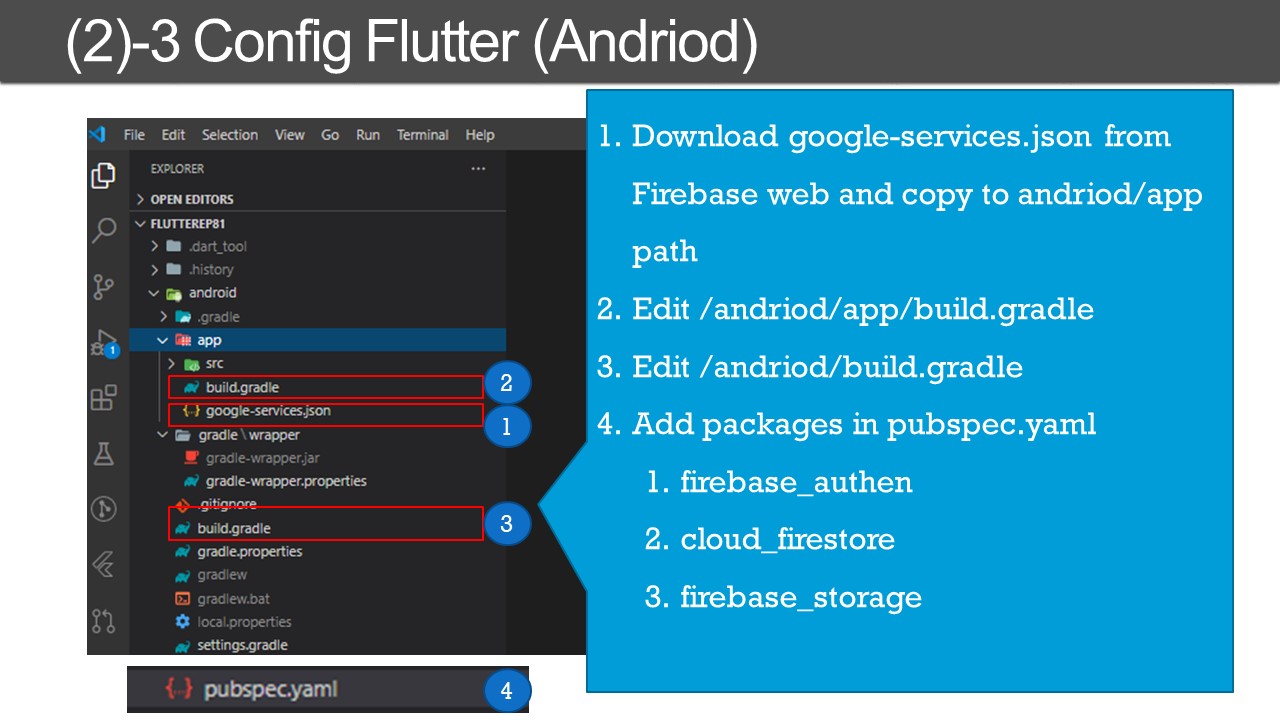 (2)-3 Config Flutter (Andriod)
File Edit Selection View Go Run Terminal Help
EXPLORER ...
OPEN EDITORS
FLUTTEREP81
.dart_tool
.history
android
.gradle
app
src
build.gradle 2
google-services.json 1
gradle \ wrapper
gradle-wrapper.jar
gradle-wrapper.properties
.gitignore
build.gradle 3
gradle.properties
gradlew
gradlew.bat
local.properties
settings.gradle
1
pubspec.yaml 4
1. Download google-services.json from
Firebase web and copy to andriod/app
path
2. Edit /andriod/app/build.gradle
3. Edit /andriod/build.gradle
4. Add packages in pubspec.yaml
1. firebase_authen
2. cloud_firestore
3. firebase_storage